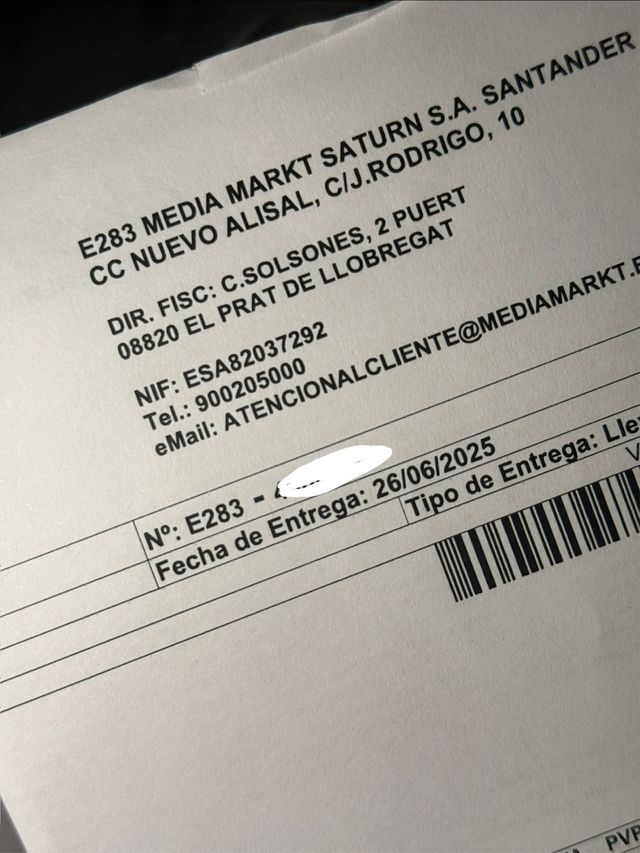 E283 MEDIA MARKT SATURN S.A. SANTANDER
CC NUEVO ALISAL, C/J.RODRIGO, 10
DIR. FISC: C.SOLSONES, 2 PUERT
08820 EL PRAT DE LLOBREGAT
NIF: ESA82037292
Tel.: 900205000
eMail: ATENCIONALCLIENTE@MEDIAMARKT.E
Nº: E283 -
Fecha de Entrega: 26/06/2025
Tipo de Entrega: Lle
V
PVP